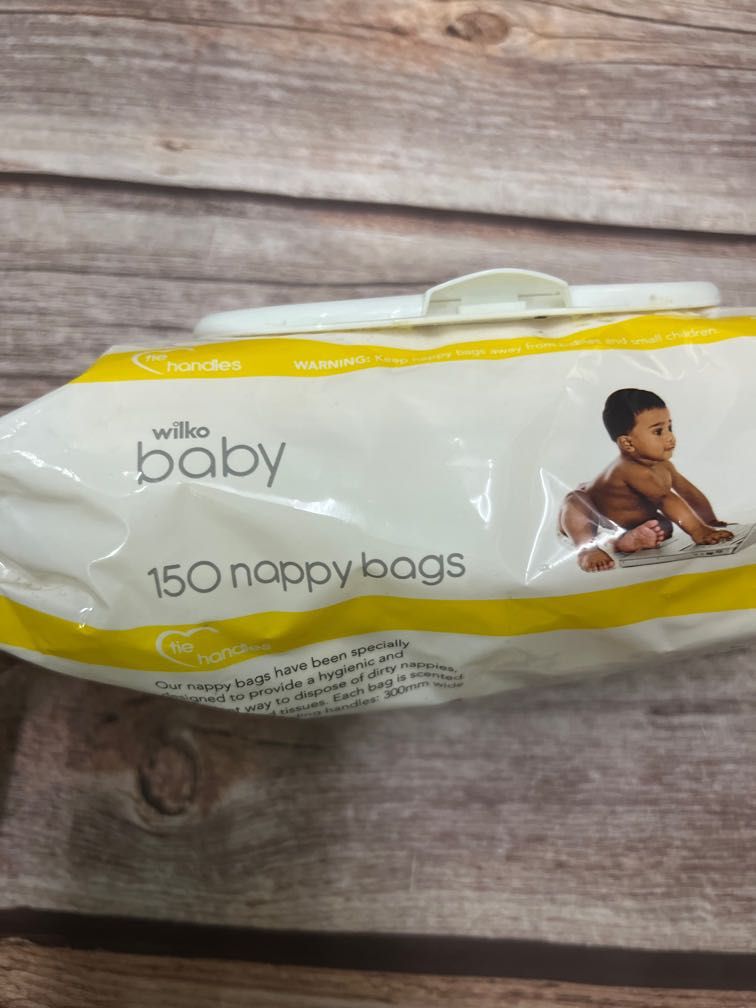 tie
handles
WARNING: Keep nappy bags away from babies and small children.
wilko
baby
150 nappy bags
tie
handles
Our nappy bags have been specially
designed to provide a hygienic and
way to dispose of dirty nappies,
tissues. Each bag is scented
handles: 300mm wide